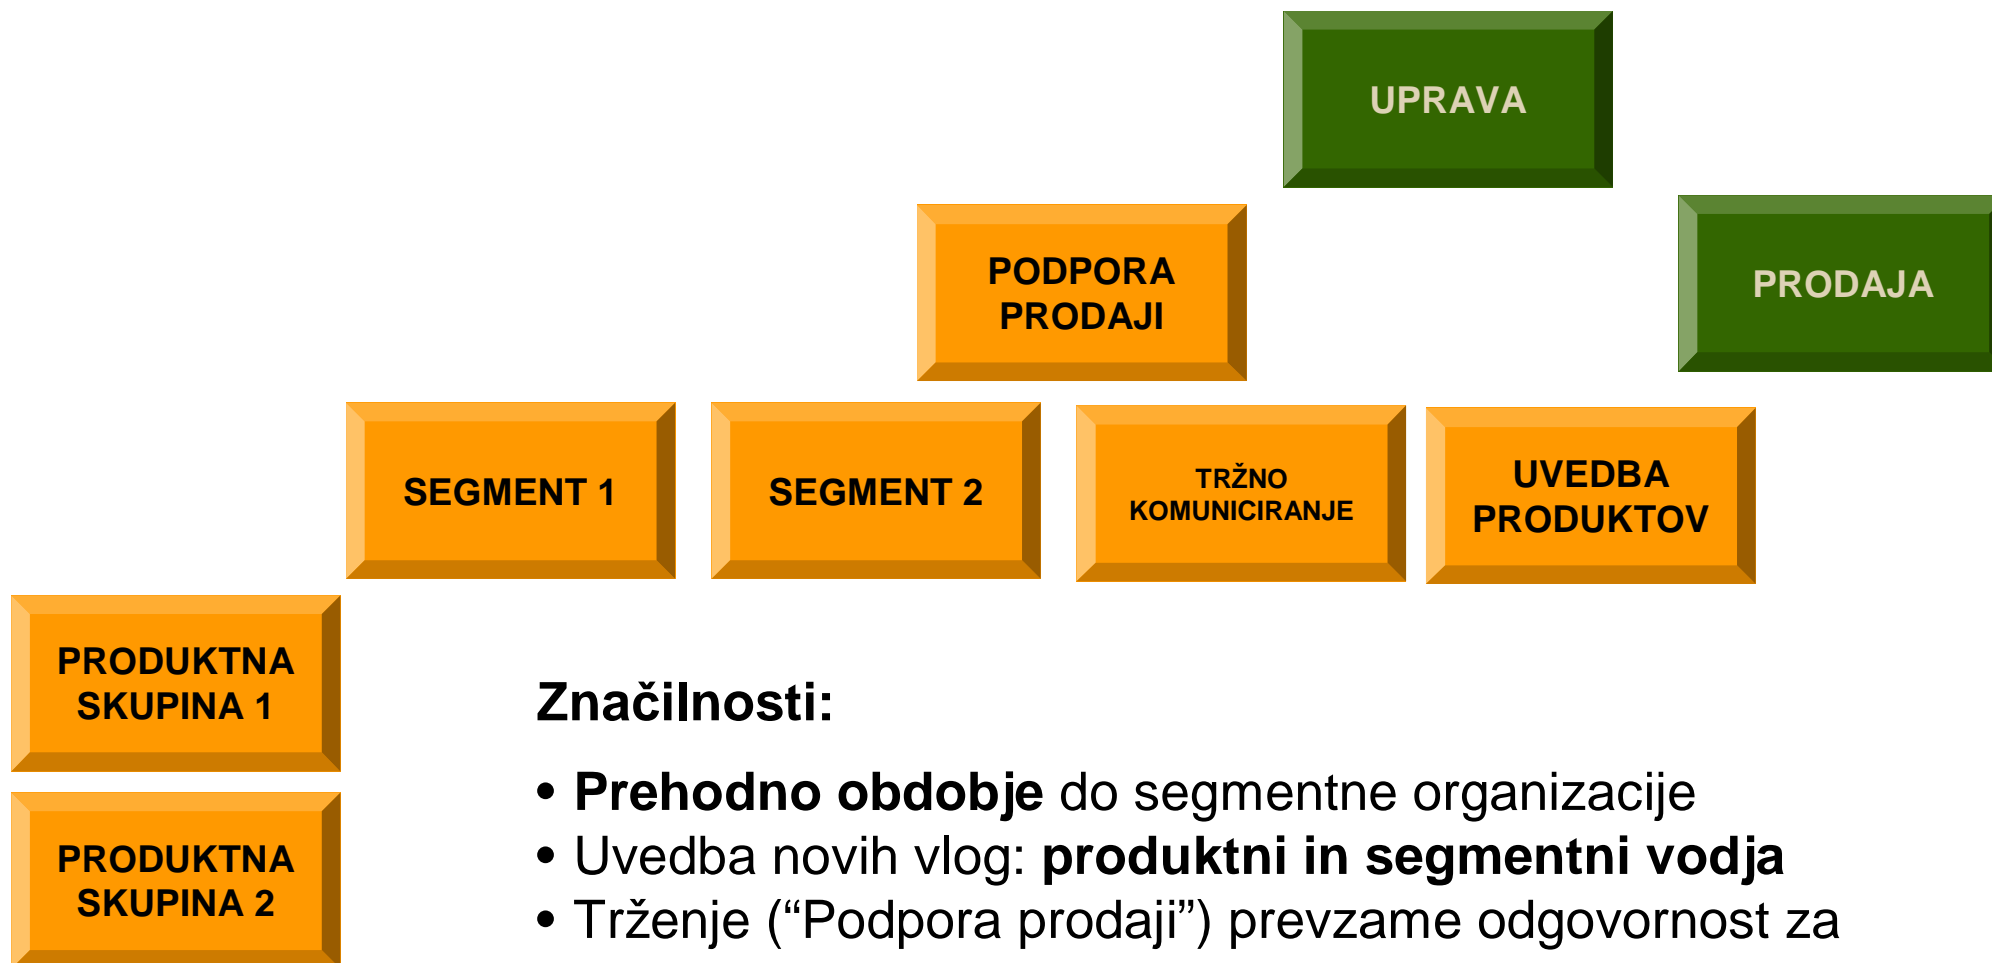 UPRAVA
PODPORA
PRODAJI
PRODAJA
SEGMENT 1
SEGMENT 2
TRŽNO
KOMUNICIRANJE
UVEDBA
PRODUKTOV
PRODUKTNA
SKUPINA 1
PRODUKTNA
SKUPINA 2
Značilnosti:
• Prehodno obdobje do segmentne organizacije
• Uvedba novih vlog: produktni in segmentni vodja
• Trženje (“Podpora prodaji”) prevzame odgovornost za